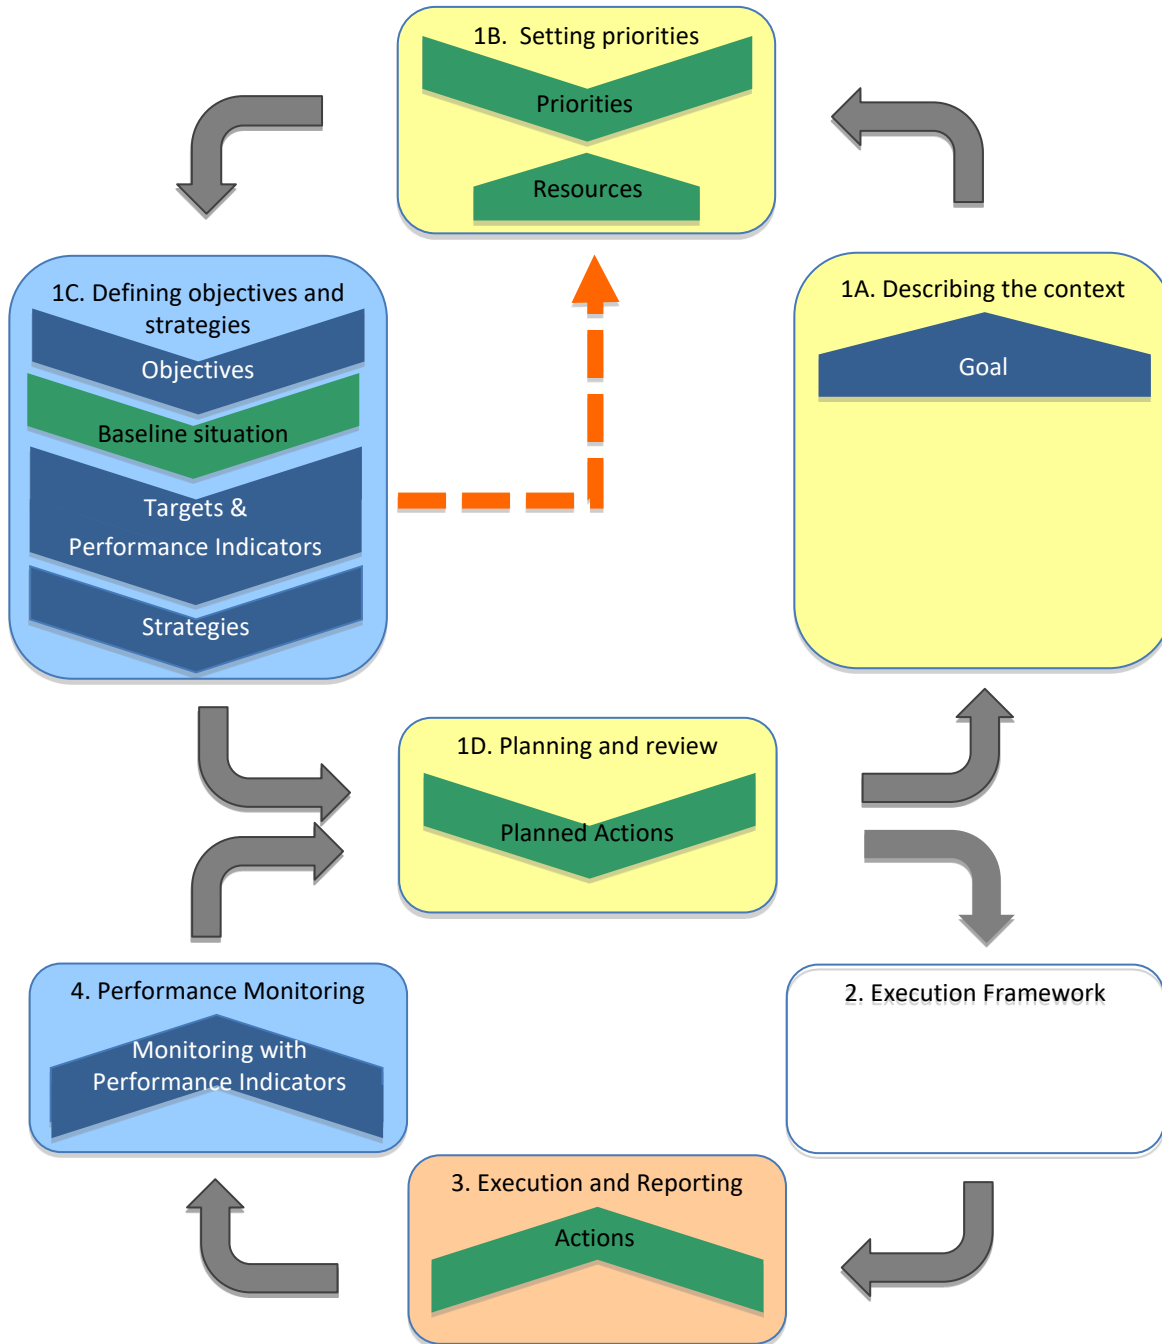 1B.  Setting priorities
Priorities
Resources
1C. Defining objectives and
strategies
Objectives
Baseline situation
Targets &
Performance Indicators
Strategies
1A. Describing the context
Goal
1D. Planning and review
Planned Actions
4. Performance Monitoring
Monitoring with
Performance Indicators
2. Execution Framework
3. Execution and Reporting
Actions